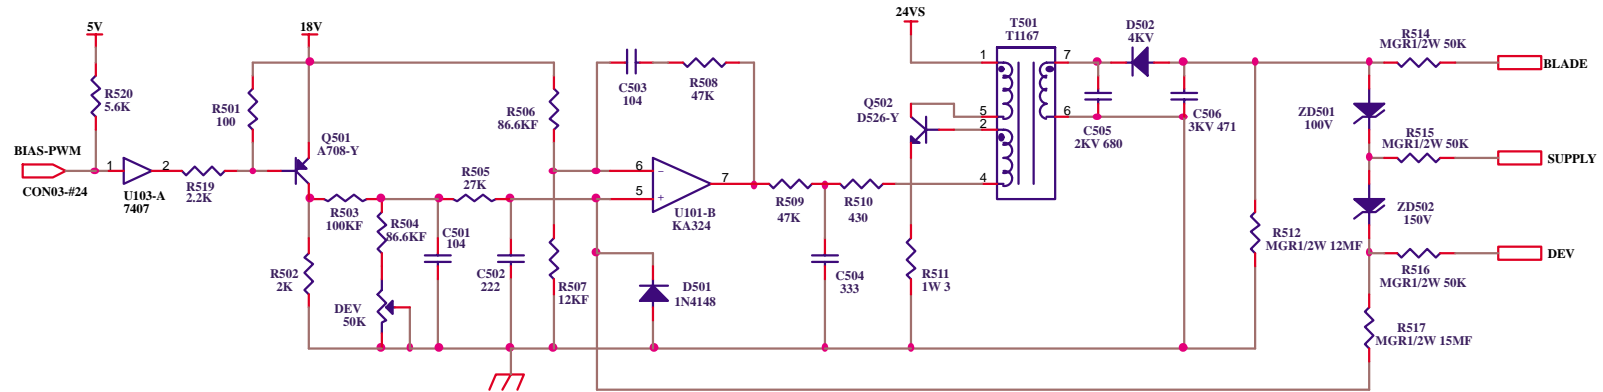 5V
18V
24VS
T501
T1167
D502
4KV
R514
MGR1/2W 50K
BLADE
1
7
R520
5.6K
R501
100
C503
104
R508
47K
R506
86.6KF
Q502
D526-Y
5
2
6
C505
2KV 680
C506
3KV 471
ZD501
100V
Q501
A708-Y
R515
MGR1/2W 50K
SUPPLY
BIAS-PWM
CON03-#24
1
2
U103-A
7407
R519
2.2K
R505
27K
6
5
7
−
+
U101-B
KA324
R509
47K
R510
430
4
R503
100KF
R504
86.6KF
C501
104
ZD502
150V
R512
MGR1/2W 12MF
DEV
R502
2K
C502
222
R507
12KF
D501
1N4148
C504
333
R511
1W 3
R516
MGR1/2W 50K
DEV
50K
R517
MGR1/2W 15MF